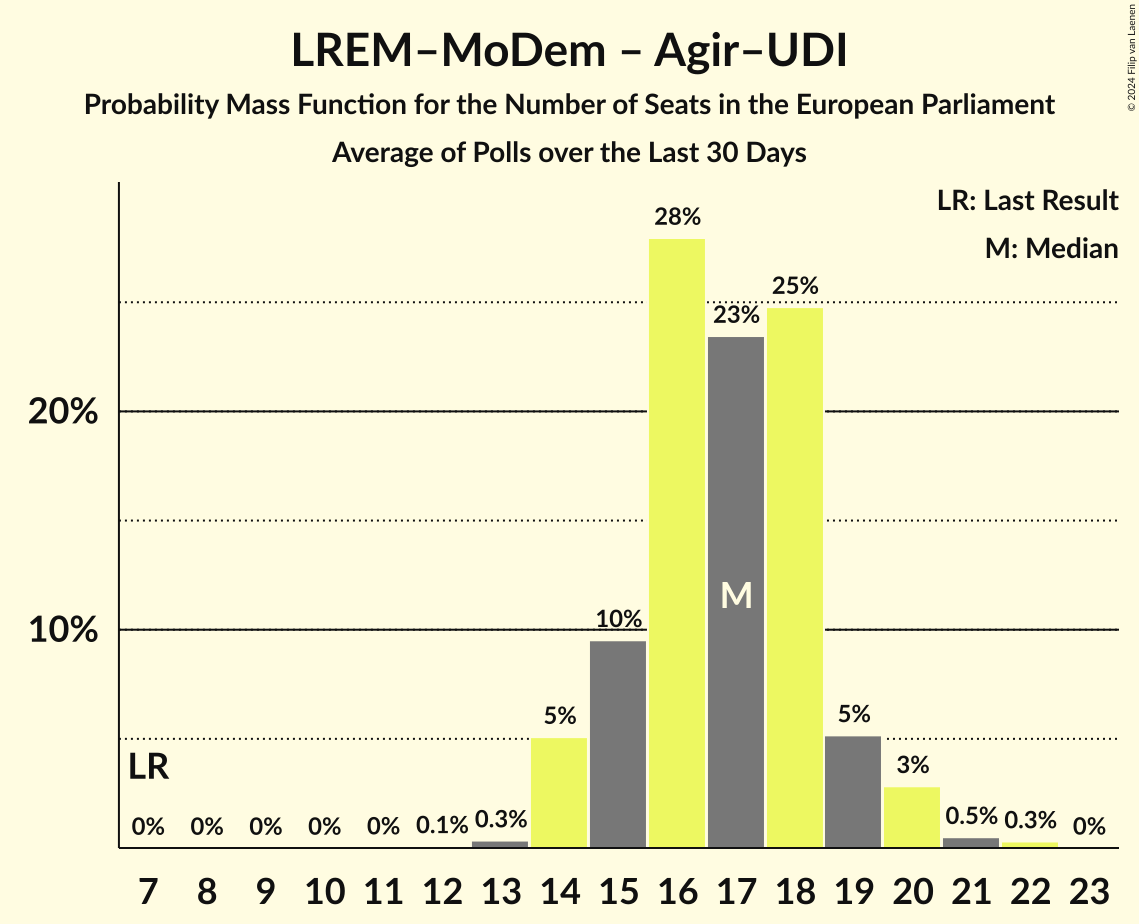 LREM–MoDem – Agir–UDI
Probability Mass Function for the Number of Seats in the European Parliament
Average of Polls over the Last 30 Days
© 2024 Filip van Laenen
LR: Last Result
M: Median
28%
25%
23%
20%
M
10%
10%
5%
5%
3%
LR
0% 0% 0% 0% 0% 0.1% 0.3% 0.5% 0.3% 0%
7 8 9 10 11 12 13 14 15 16 17 18 19 20 21 22 23